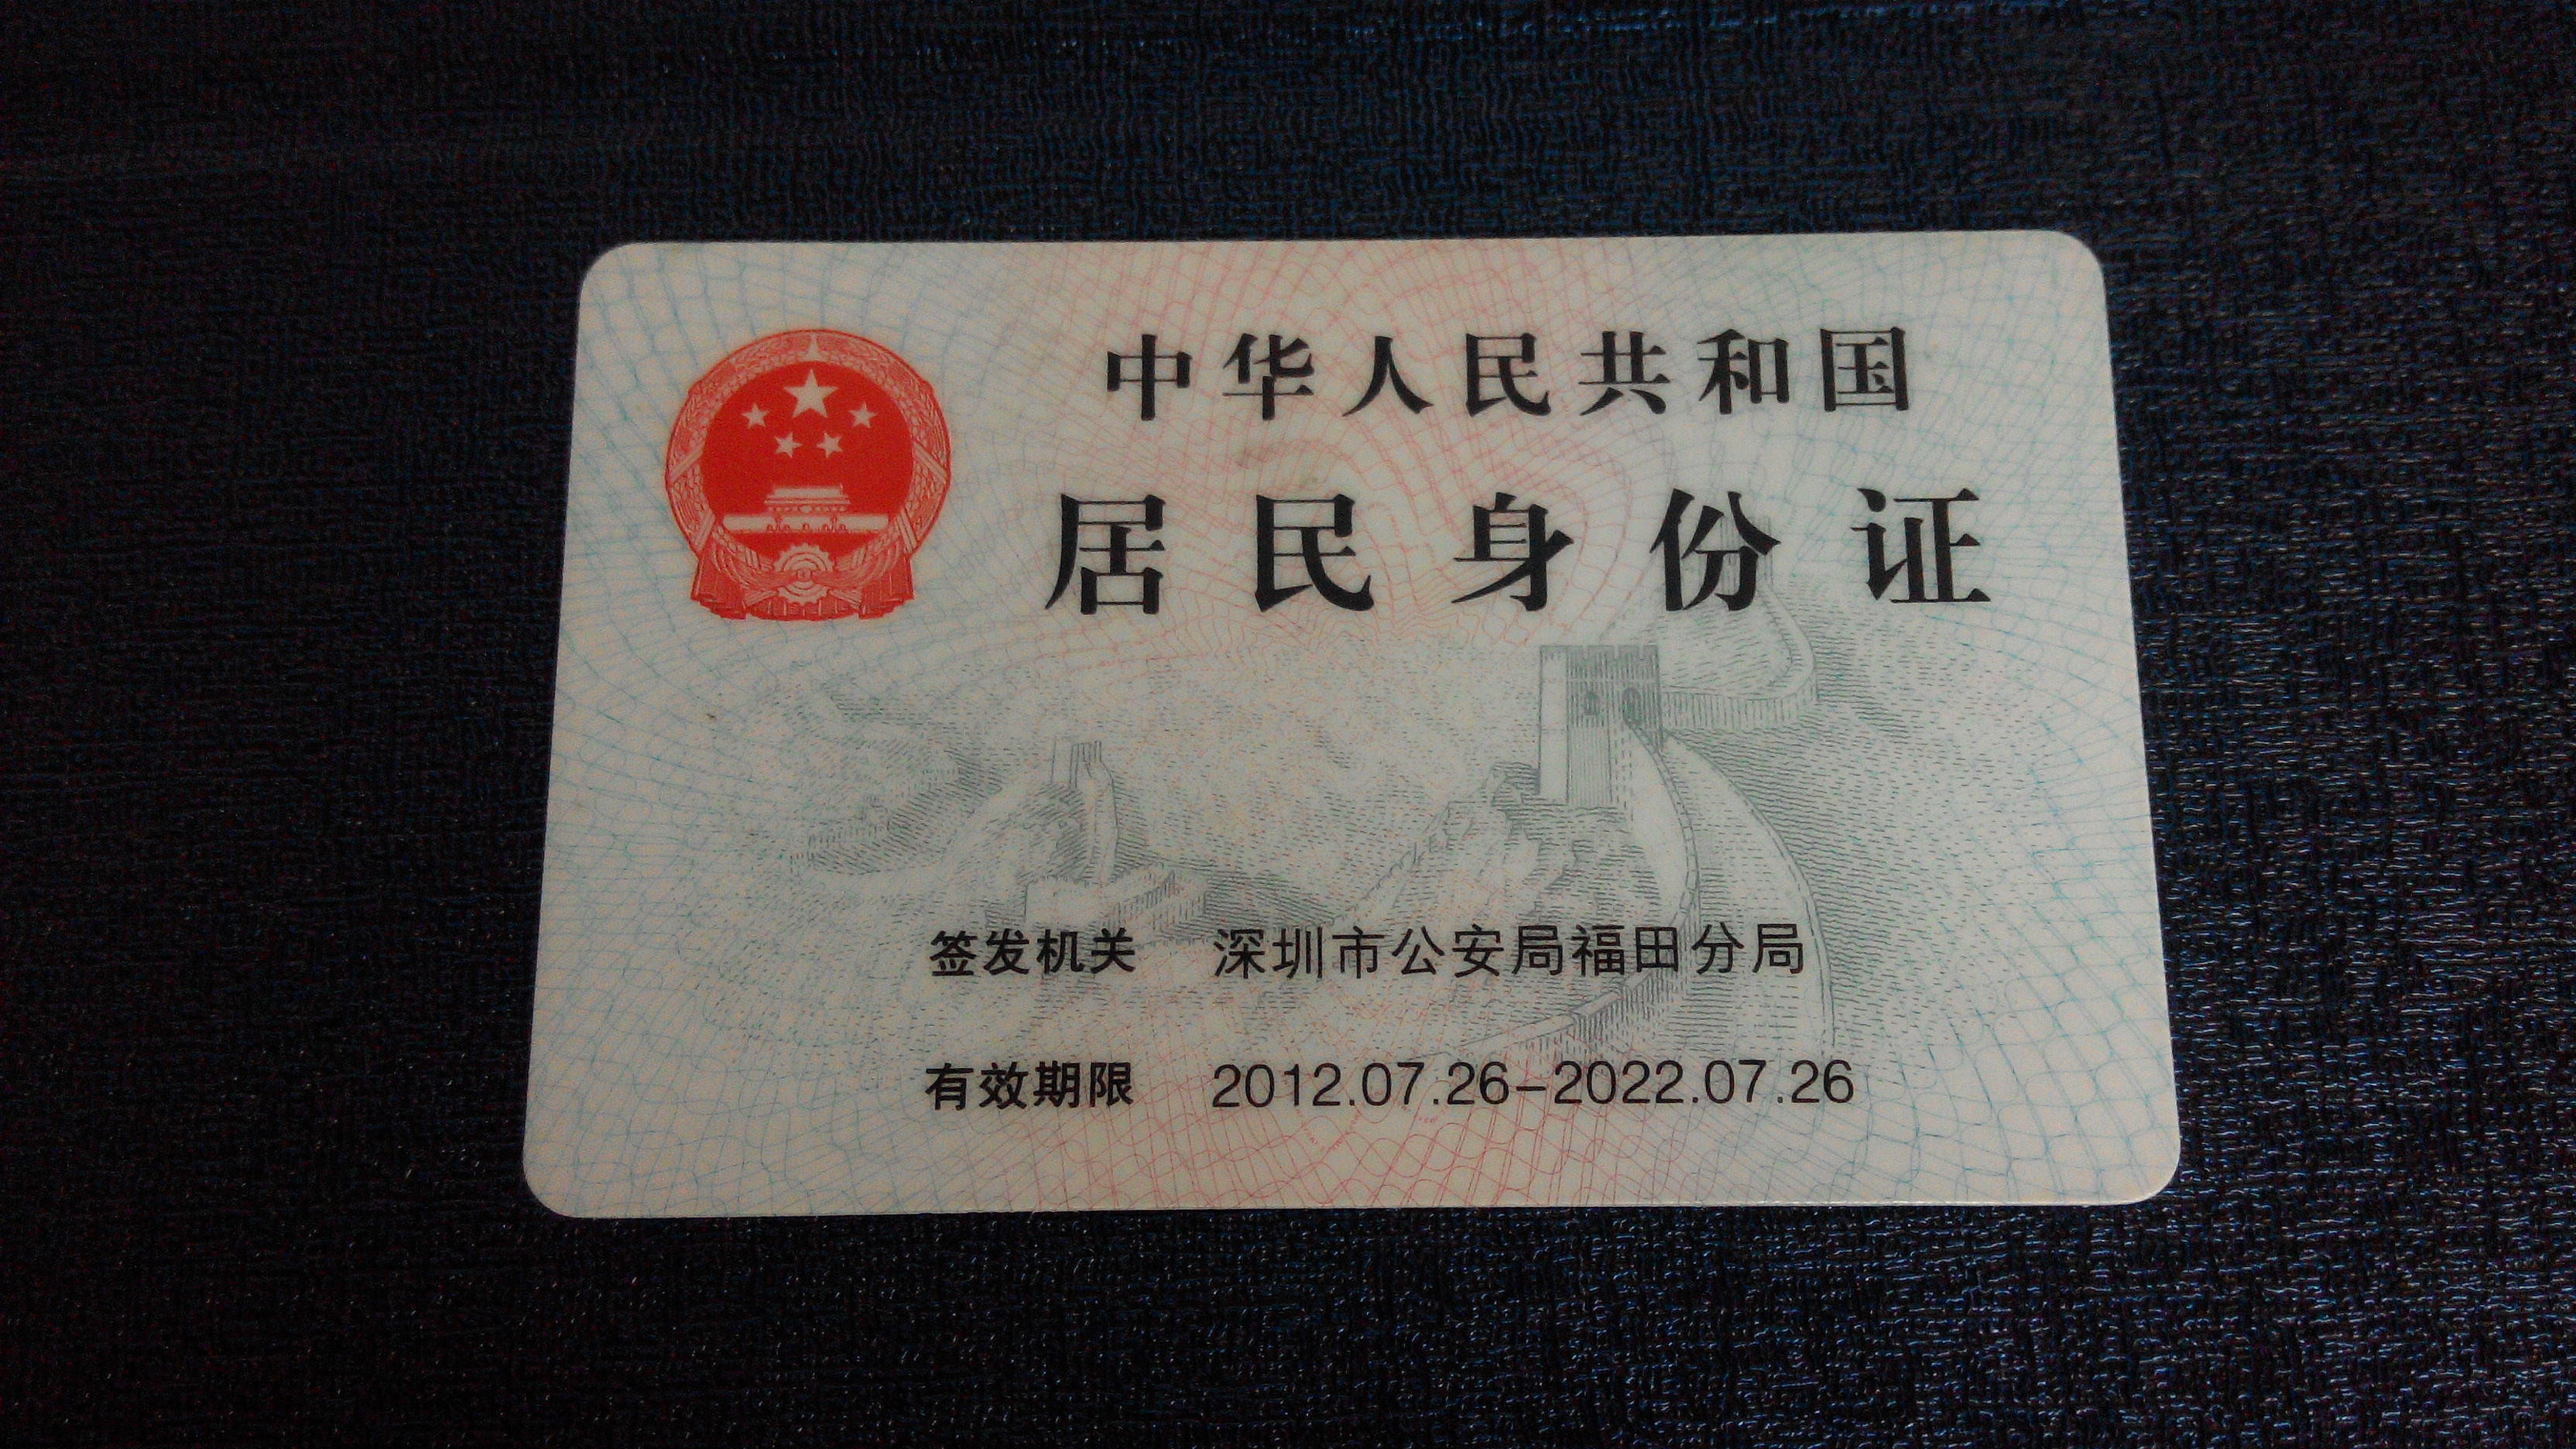 中华人民共和国
居民身份证
签发机关 深圳市公安局福田分局
有效期限 2012.07.26-2022.07.26